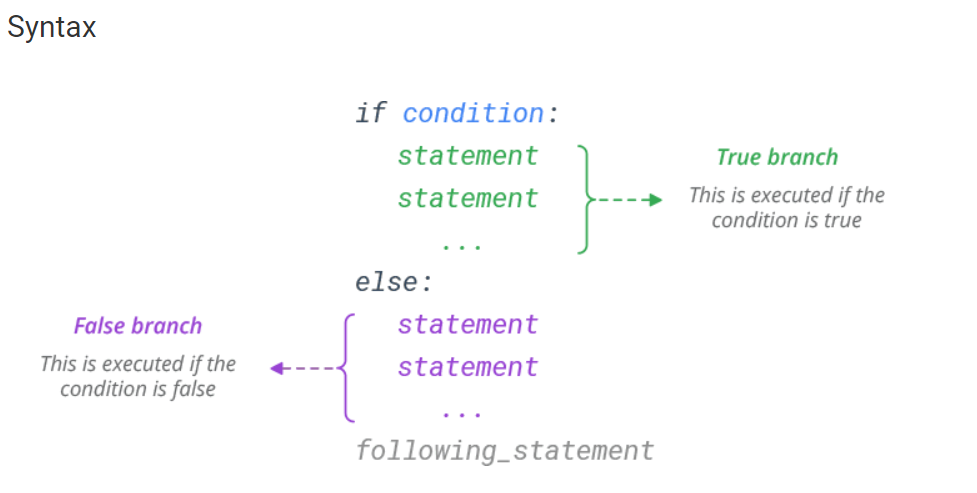 Syntax
if condition:
statement
statement
...
True branch
This is executed if the
condition is true
else:
statement
statement
...
False branch
This is executed if the
condition is false
following_statement